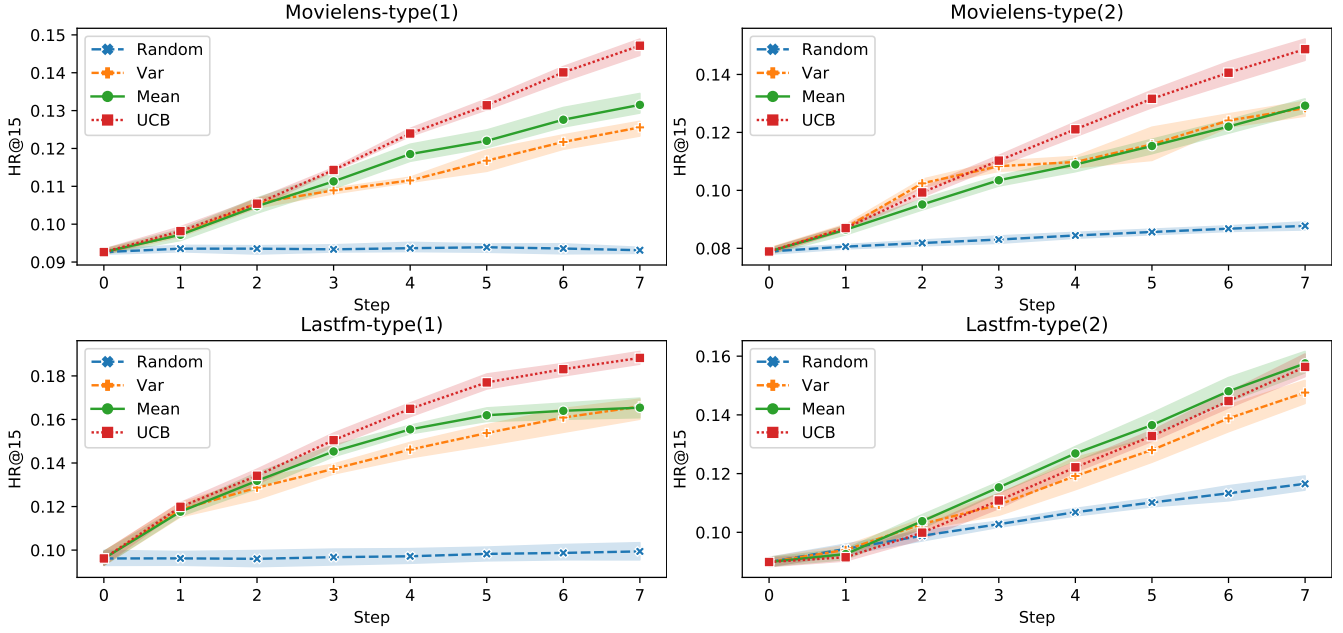 Movielens-type(1)
HR@15
0.15
0.14
0.13
0.12
0.11
0.10
0.09
Random
Var
Mean
UCB
0 1 2 3 4 5 6 7
Step
Movielens-type(2)
HR@15
0.14
0.12
0.10
0.08
Random
Var
Mean
UCB
0 1 2 3 4 5 6 7
Step
Lastfm-type(1)
HR@15
0.18
0.16
0.14
0.12
0.10
Random
Var
Mean
UCB
0 1 2 3 4 5 6 7
Step
Lastfm-type(2)
HR@15
0.16
0.14
0.12
0.10
Random
Var
Mean
UCB
0 1 2 3 4 5 6 7
Step